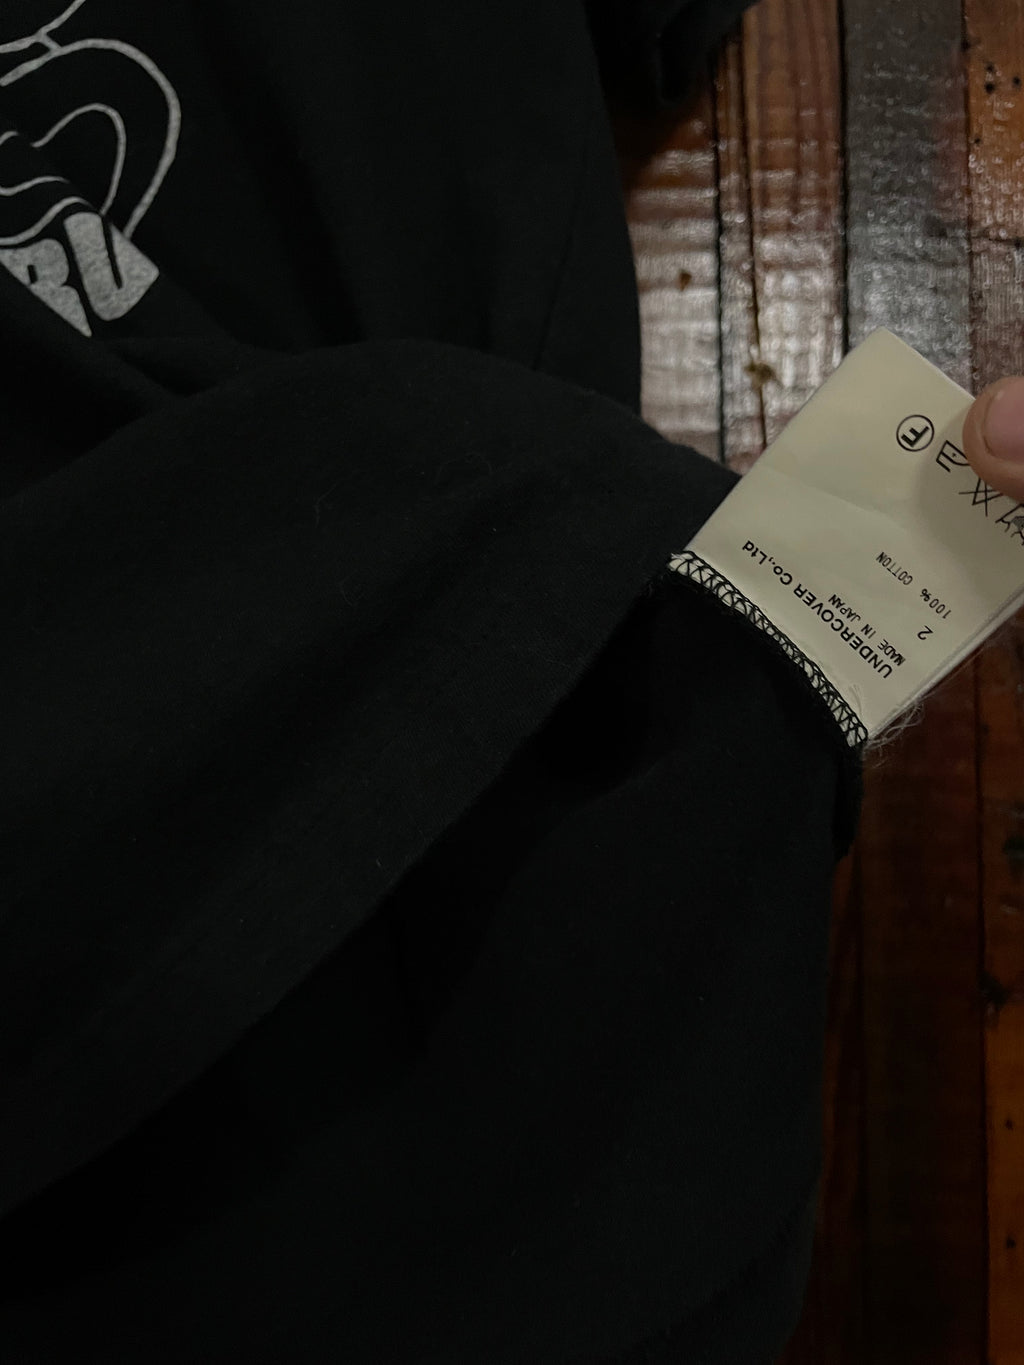 RU
UNDERCOVER Co.,Ltd
MADE IN JAPAN
2
100% COTTON
F